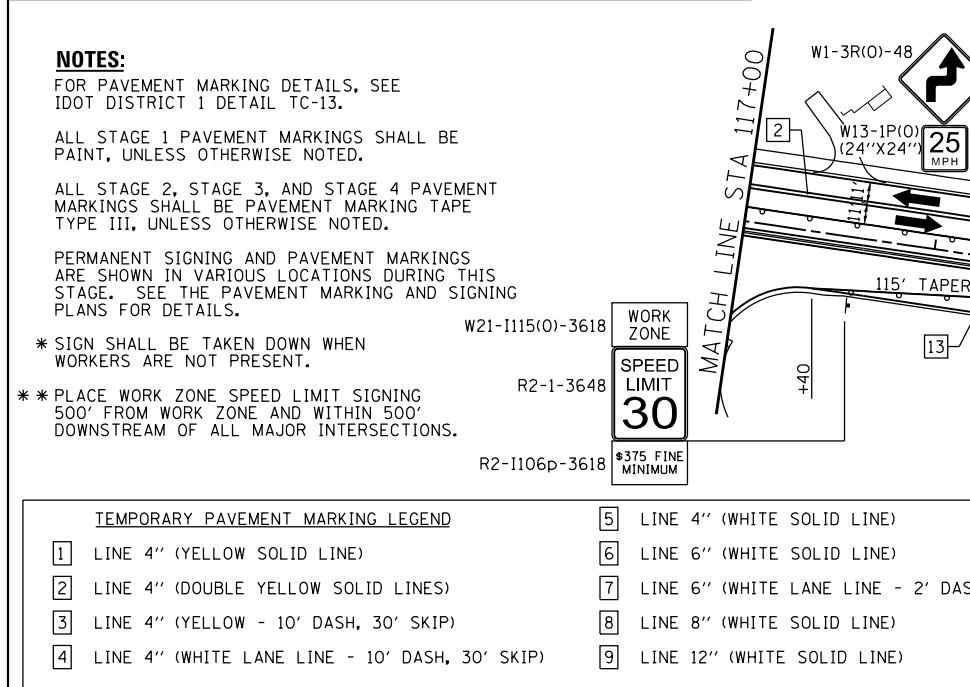 NOTES:
FOR PAVEMENT MARKING DETAILS, SEE
IDOT DISTRICT 1 DETAIL TC-13.
ALL STAGE 1 PAVEMENT MARKINGS SHALL BE
PAINT, UNLESS OTHERWISE NOTED.
ALL STAGE 2, STAGE 3, AND STAGE 4 PAVEMENT
MARKINGS SHALL BE PAVEMENT MARKING TAPE
TYPE III, UNLESS OTHERWISE NOTED.
PERMANENT SIGNING AND PAVEMENT MARKINGS
ARE SHOWN IN VARIOUS LOCATIONS DURING THIS
STAGE. SEE THE PAVEMENT MARKING AND SIGNING
PLANS FOR DETAILS.
* SIGN SHALL BE TAKEN DOWN WHEN
WORKERS ARE NOT PRESENT.
** PLACE WORK ZONE SPEED LIMIT SIGNING
500' FROM WORK ZONE AND WITHIN 500'
DOWNSTREAM OF ALL MAJOR INTERSECTIONS.
W21-I115(O)-3618
WORK
ZONE
R2-1-3648
SPEED
LIMIT
30
R2-I106p-3618
$375 FINE
MINIMUM
MATCH LINE STA 117+00
W1-3R(O)-48
2
W13-1P(O)
(24''X24'')
25
MPH
11'
11'
115' TAPER
13
+40
TEMPORARY PAVEMENT MARKING LEGEND
1 LINE 4'' (YELLOW SOLID LINE)
2 LINE 4'' (DOUBLE YELLOW SOLID LINES)
3 LINE 4'' (YELLOW - 10' DASH, 30' SKIP)
4 LINE 4'' (WHITE LANE LINE - 10' DASH, 30' SKIP)
5 LINE 4'' (WHITE SOLID LINE)
6 LINE 6'' (WHITE SOLID LINE)
7 LINE 6'' (WHITE LANE LINE - 2' DAS
8 LINE 8'' (WHITE SOLID LINE)
9 LINE 12'' (WHITE SOLID LINE)